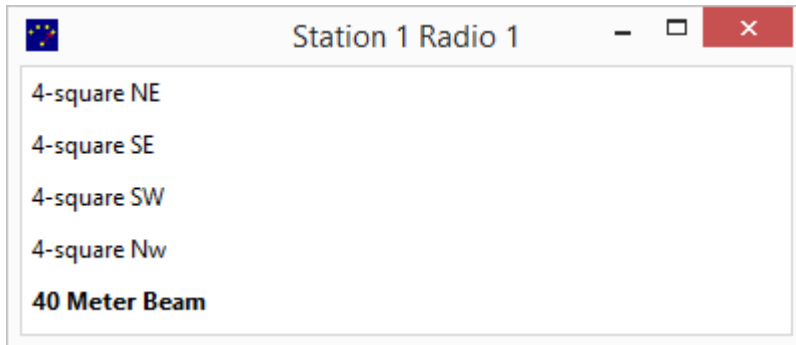 Station 1 Radio 1
4-square NE
4-square SE
4-square SW
4-square Nw
40 Meter Beam